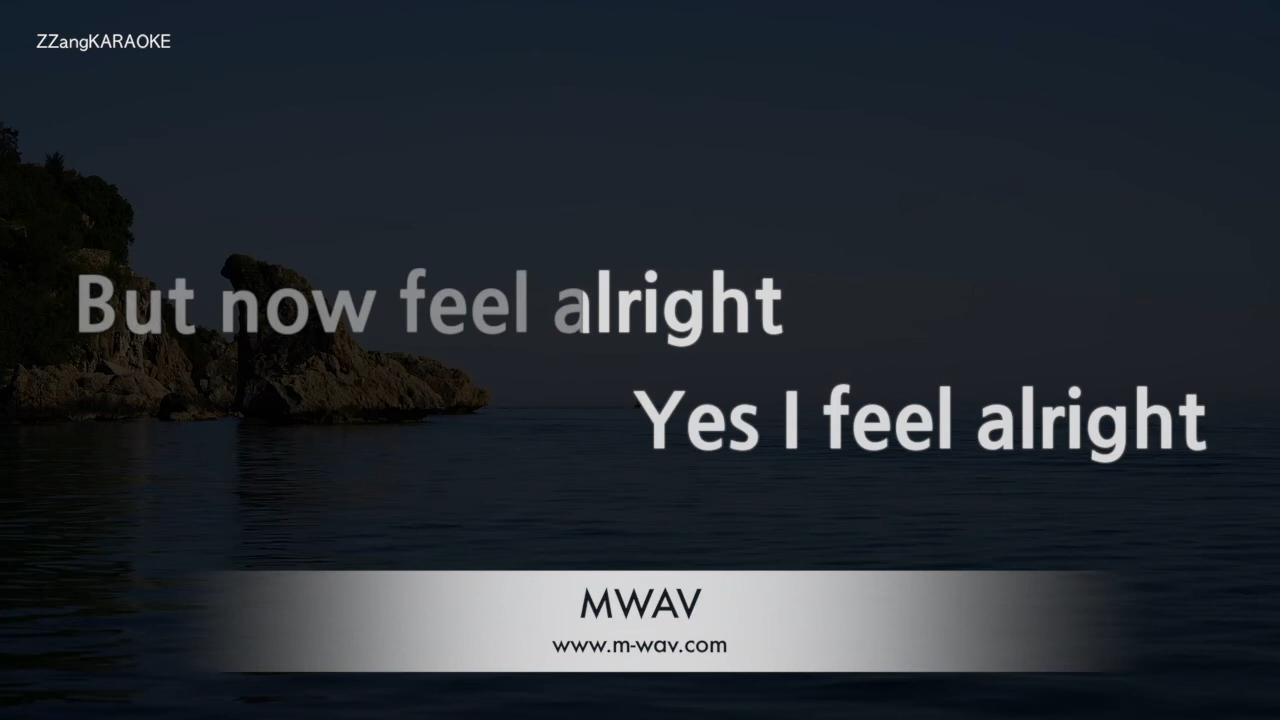 ZZangKARAOKE
But now feel alright
Yes I feel alright
MWAV
www.m-wav.com